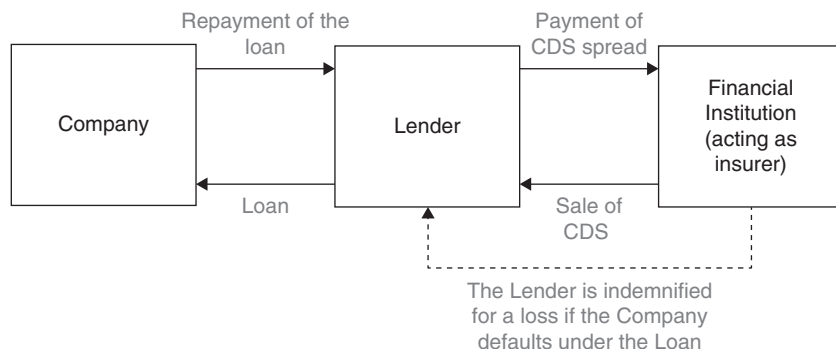 Repayment of the
loan
Payment of
CDS spread
Company
Lender
Financial
Institution
(acting as
insurer)
Loan
Sale of
CDS
The Lender is indemnified
for a loss if the Company
defaults under the Loan